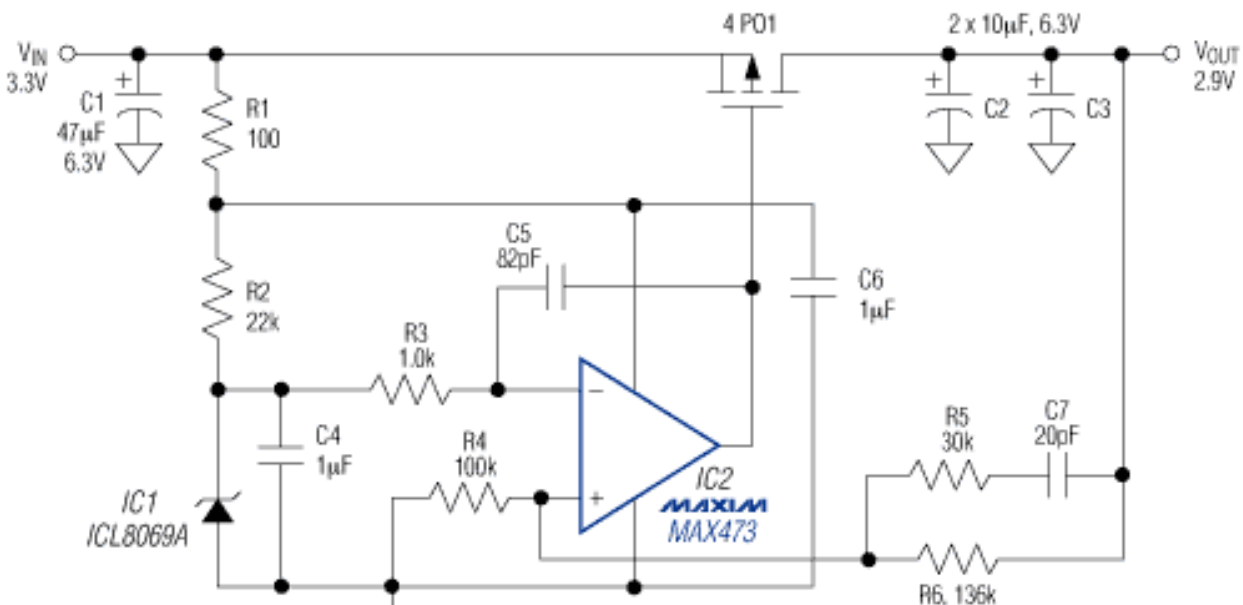 4 PO1
2 x 10µF, 6.3V
VIN
3.3V
VOUT
2.9V
+
C1
47µF
6.3V
R1
100
+
C2
+
C3
C5
82pF
C6
1µF
R2
22k
R3
1.0k
−
R5
30k
C7
20pF
C4
1µF
R4
100k
+
IC2
MAXIM
MAX473
IC1
ICL8069A
R6, 136k